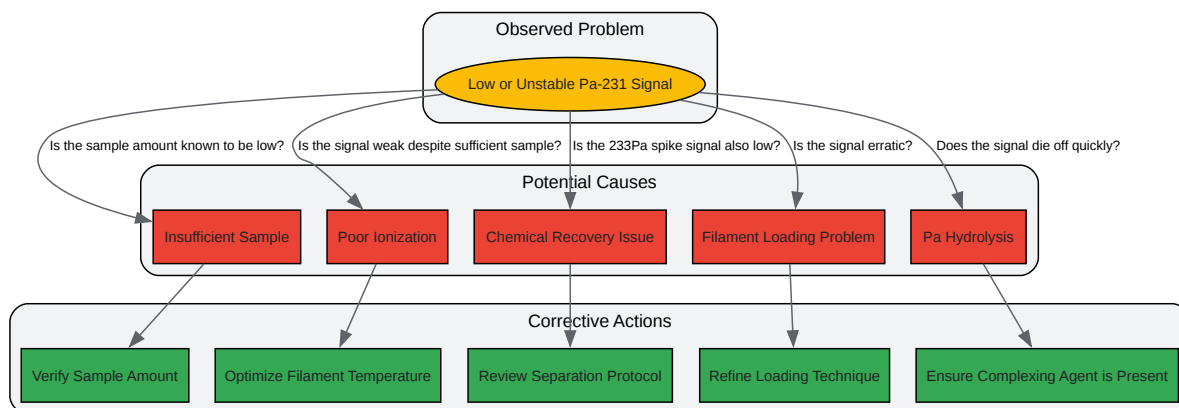 Observed Problem
Low or Unstable Pa-231 Signal
Is the sample amount known to be low?
Is the signal weak despite sufficient sample?
Is the 233Pa spike signal also low?
Is the signal erratic?
Does the signal die off quickly?
Potential Causes
Insufficient Sample
Poor Ionization
Chemical Recovery Issue
Filament Loading Problem
Pa Hydrolysis
Corrective Actions
Verify Sample Amount
Optimize Filament Temperature
Review Separation Protocol
Refine Loading Technique
Ensure Complexing Agent is Present